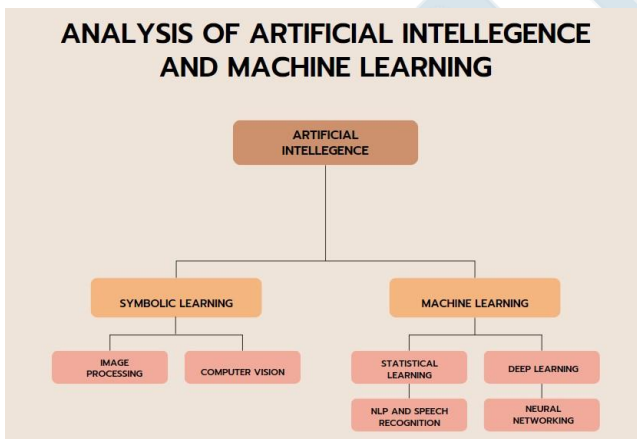 ANALYSIS OF ARTIFICIAL INTELLEGENCE
AND MACHINE LEARNING
ARTIFICIAL
INTELLEGENCE
SYMBOLIC LEARNING
MACHINE LEARNING
IMAGE
PROCESSING
COMPUTER VISION
STATISTICAL
LEARNING
DEEP LEARNING
NLP AND SPEECH
RECOGNITION
NEURAL
NETWORKING